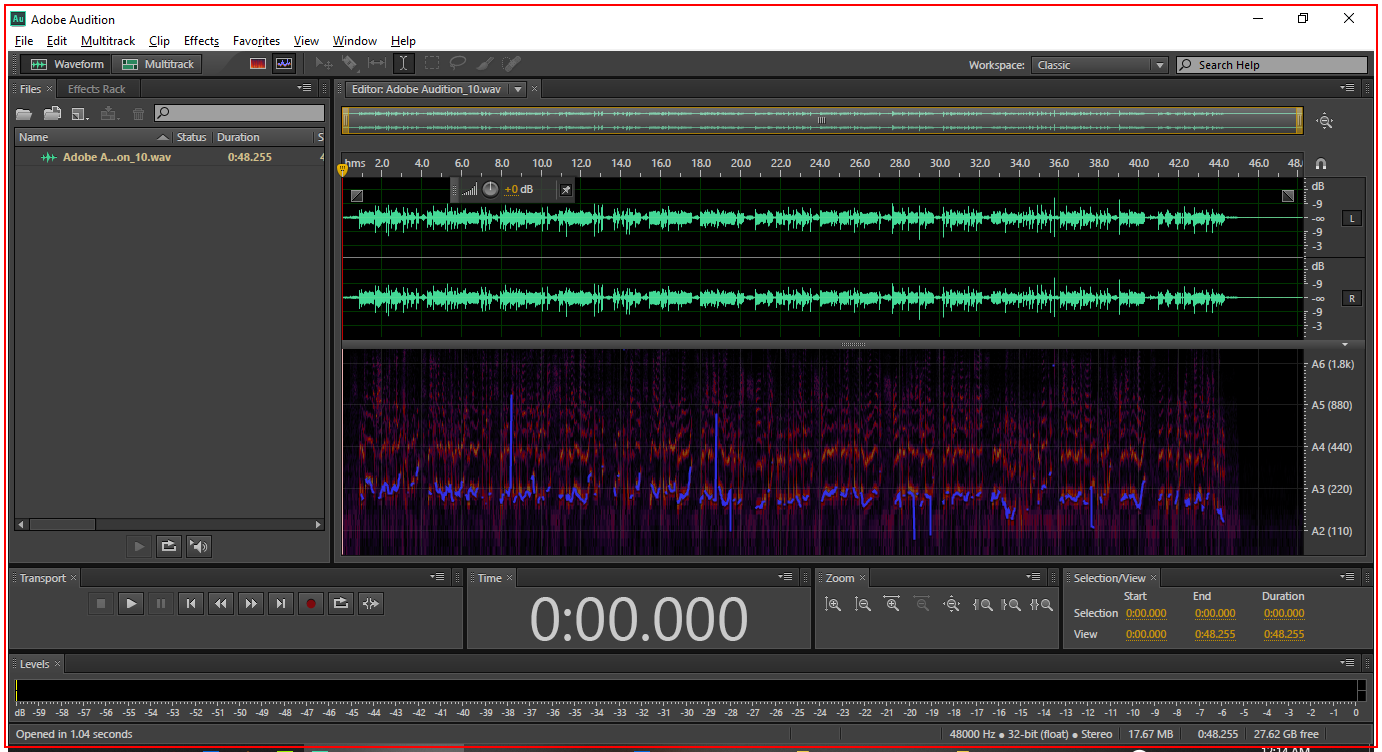 Au Adobe Audition
File Edit Multitrack Clip Effects Favorites View Window Help
Waveform Multitrack Workspace: Classic Search Help
Files × Effects Rack
Editor: Adobe Audition_10.wav ×
Name Status Duration S
Adobe A...on_10.wav 0:48.255 4
hms 2.0 4.0 6.0 8.0 10.0 12.0 14.0 16.0 18.0 20.0 22.0 24.0 26.0 28.0 30.0 32.0 34.0 36.0 38.0 40.0 42.0 44.0 46.0 48.
+0 dB
dB
-9
-∞
-9
-3
L
dB
-9
-∞
-9
-3
R
A6 (1.8k)
A5 (880)
A4 (440)
A3 (220)
A2 (110)
Transport ×
Time ×
0:00.000
Zoom ×
Selection/View ×
Start End Duration
Selection 0:00.000 0:00.000 0:00.000
View 0:00.000 0:48.255 0:48.255
Levels ×
dB -59 -58 -57 -56 -55 -54 -53 -52 -51 -50 -49 -48 -47 -46 -45 -44 -43 -42 -41 -40 -39 -38 -37 -36 -35 -34 -33 -32 -31 -30 -29 -28 -27 -26 -25 -24 -23 -22 -21 -20 -19 -18 -17 -16 -15 -14 -13 -12 -11 -10 -9 -8 -7 -6 -5 -4 -3 -2 -1 0
Opened in 1.04 seconds 48000 Hz ● 32-bit (float) ● Stereo 17.67 MB 0:48.255 27.62 GB free